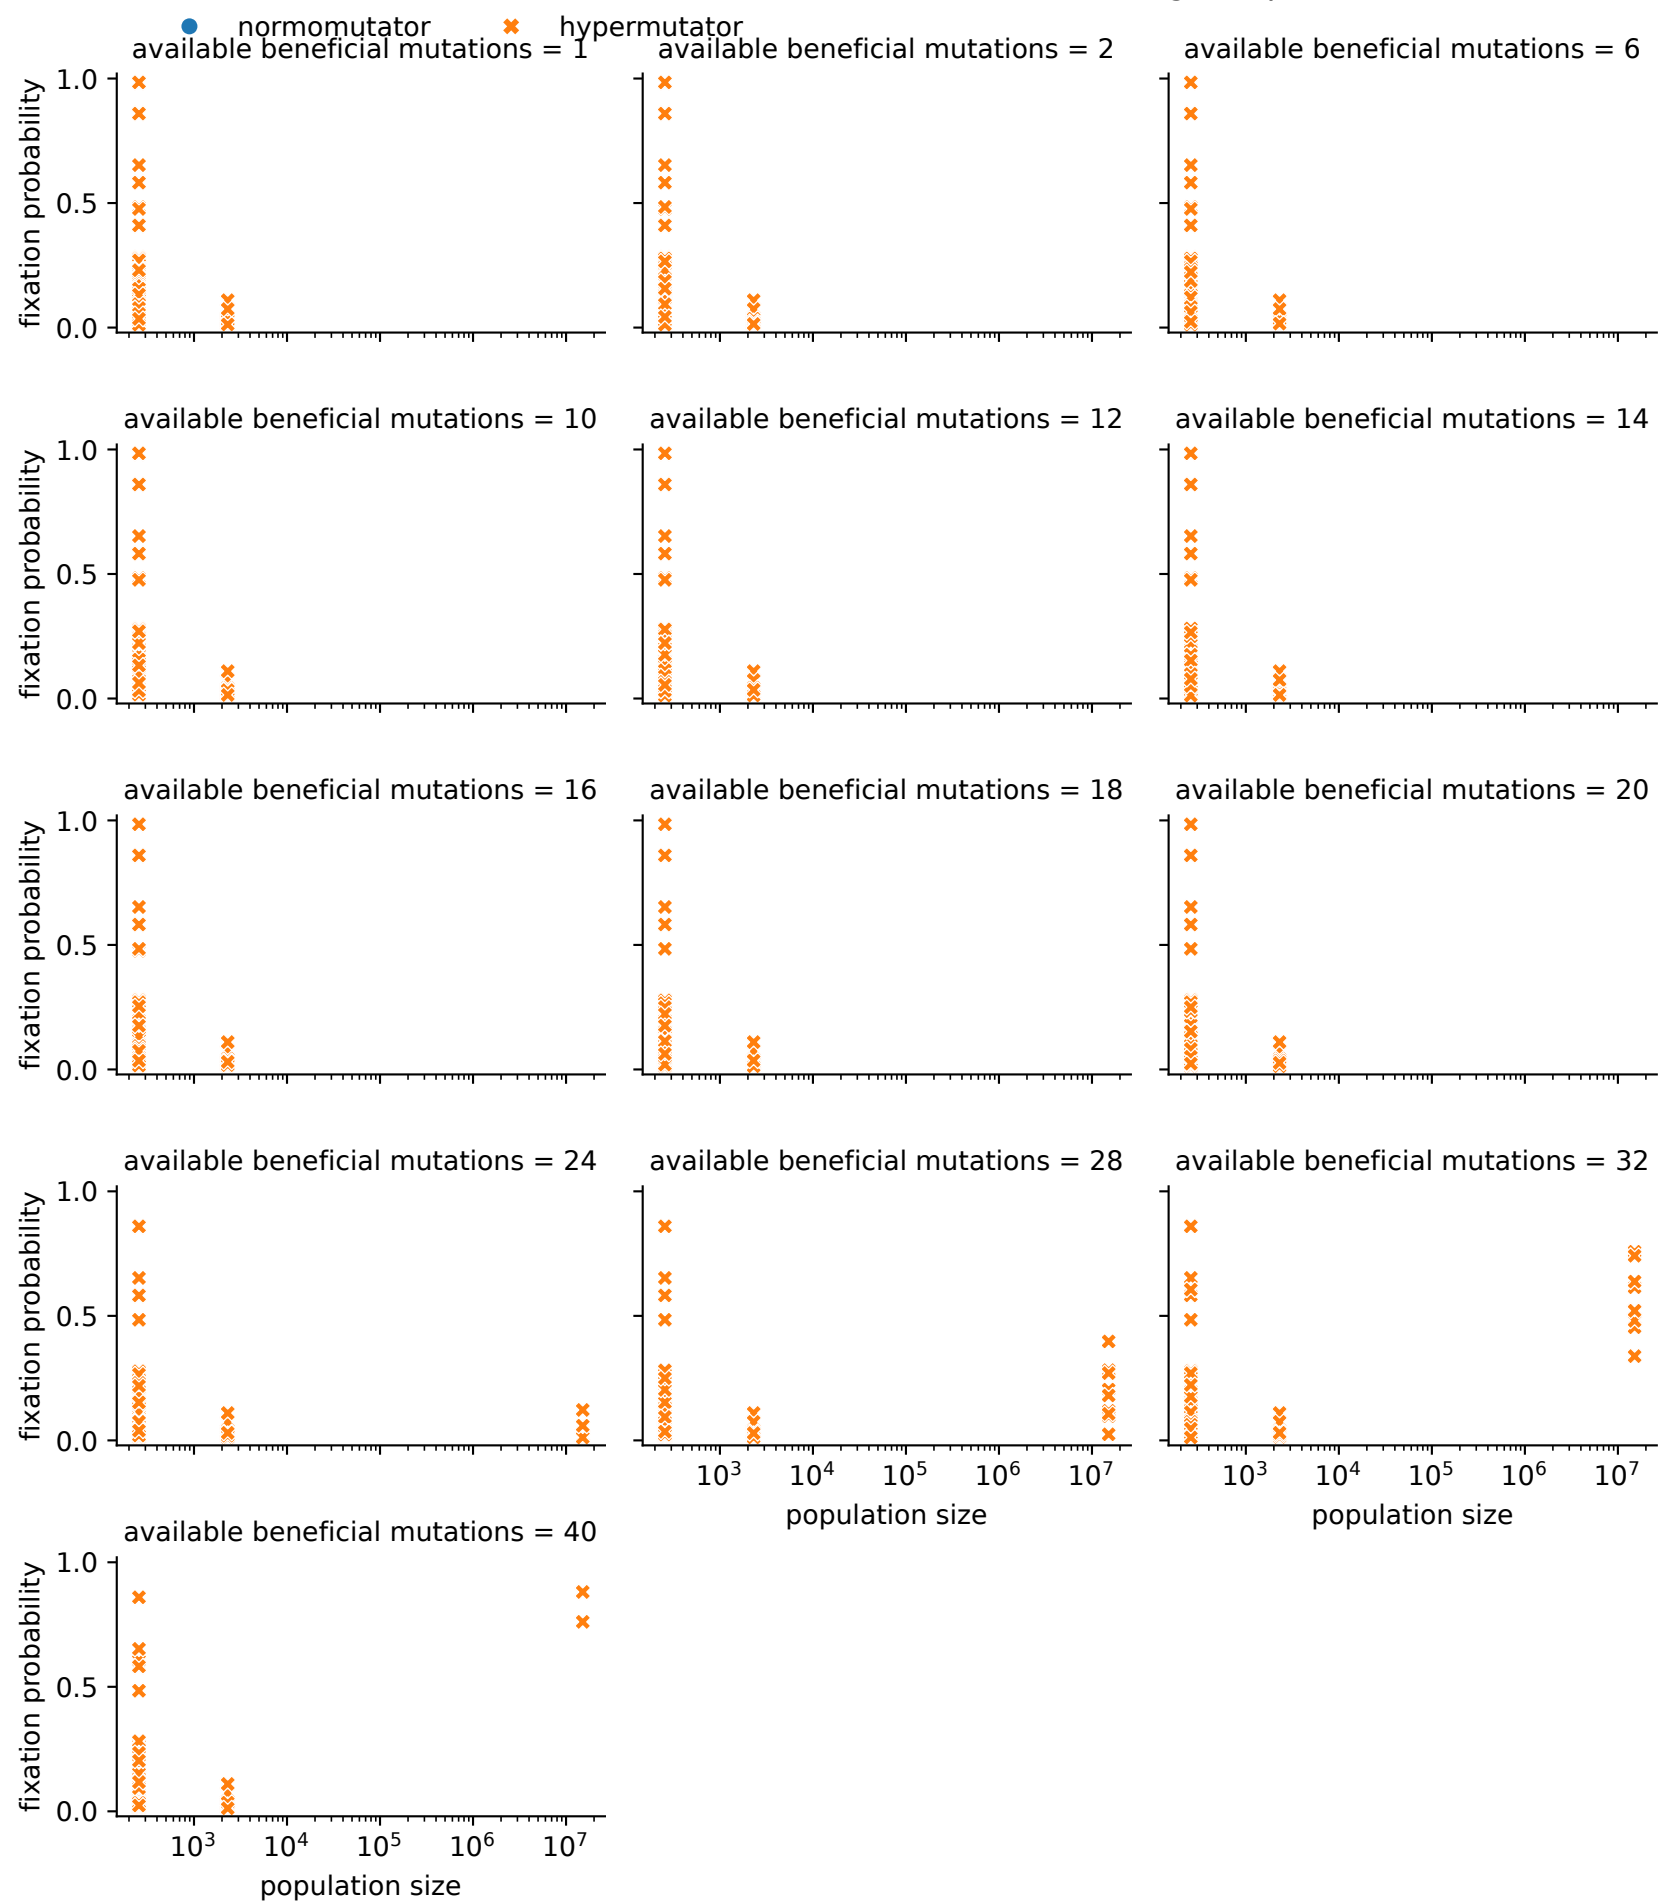 normomutator hypermutator
available beneficial mutations = 1 available beneficial mutations = 2 available beneficial mutations = 6
fixation probability
1.0
0.5
0.0
available beneficial mutations = 10 available beneficial mutations = 12 available beneficial mutations = 14
fixation probability
1.0
0.5
0.0
available beneficial mutations = 16 available beneficial mutations = 18 available beneficial mutations = 20
fixation probability
1.0
0.5
0.0
available beneficial mutations = 24 available beneficial mutations = 28 available beneficial mutations = 32
fixation probability
1.0
0.5
0.0
10³ 10⁴ 10⁵ 10⁶ 10⁷ 10³ 10⁴ 10⁵ 10⁶ 10⁷
population size population size
available beneficial mutations = 40
fixation probability
1.0
0.5
0.0
10³ 10⁴ 10⁵ 10⁶ 10⁷
population size